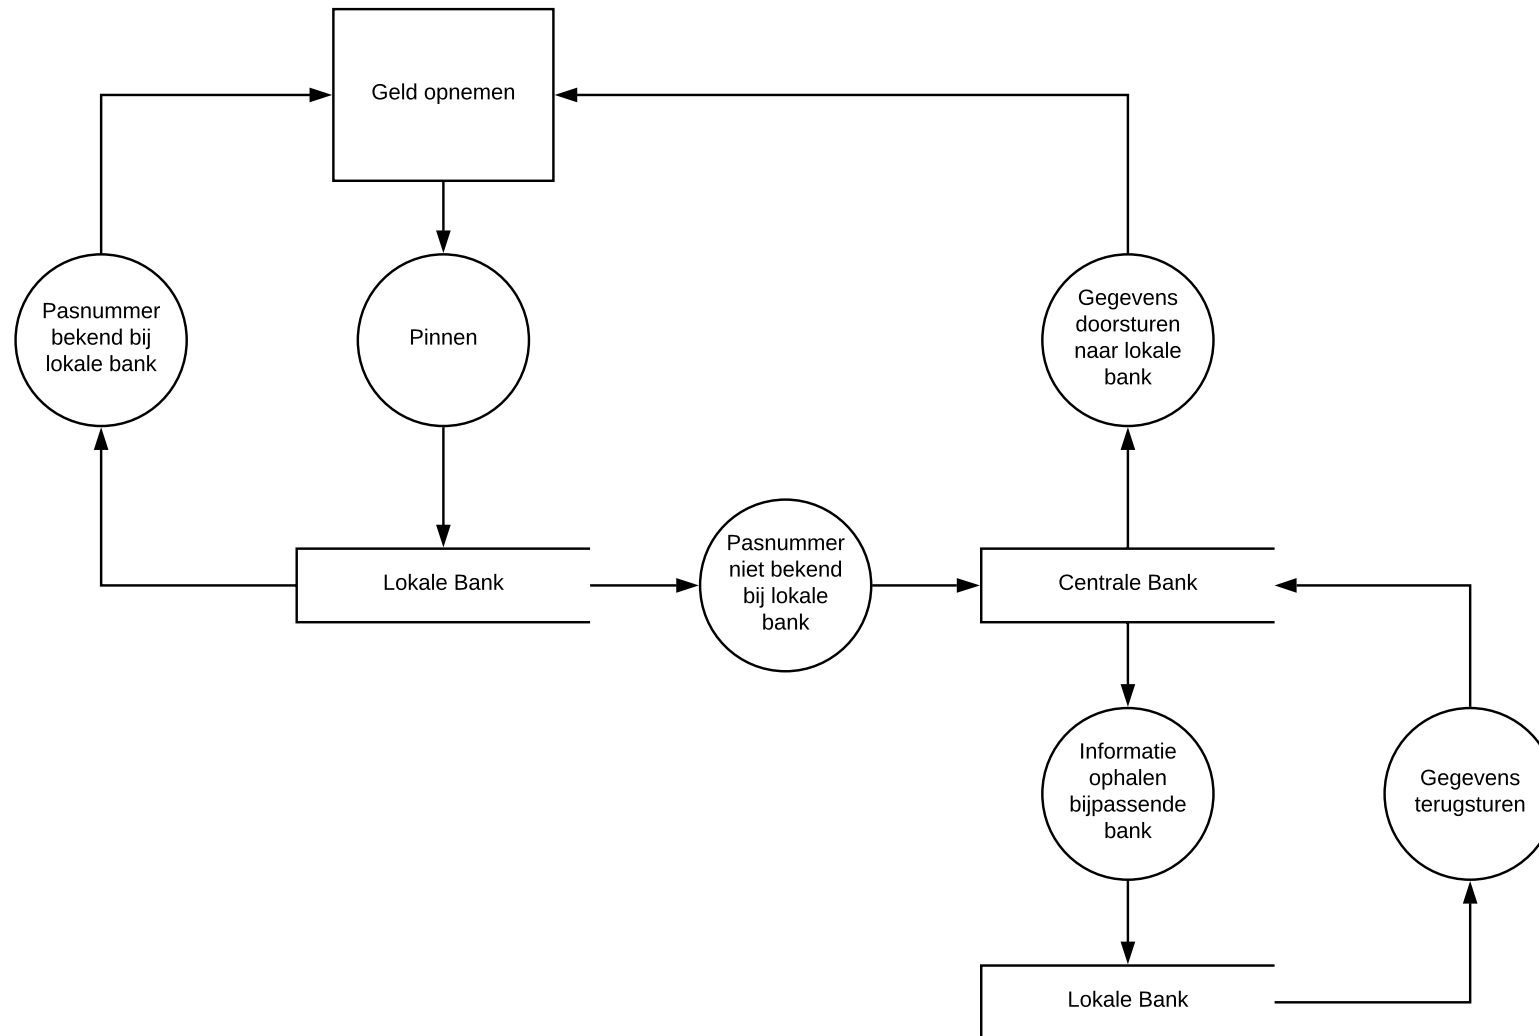 Geld opnemen
Pasnummer
bekend bij
lokale bank
Pinnen
Gegevens
doorsturen
naar lokale
bank
Lokale Bank
Pasnummer
niet bekend
bij lokale
bank
Centrale Bank
Informatie
ophalen
bijpassende
bank
Gegevens
terugsturen
Lokale Bank